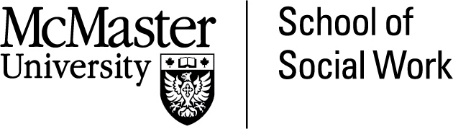 McMaster
University
School of
Social Work